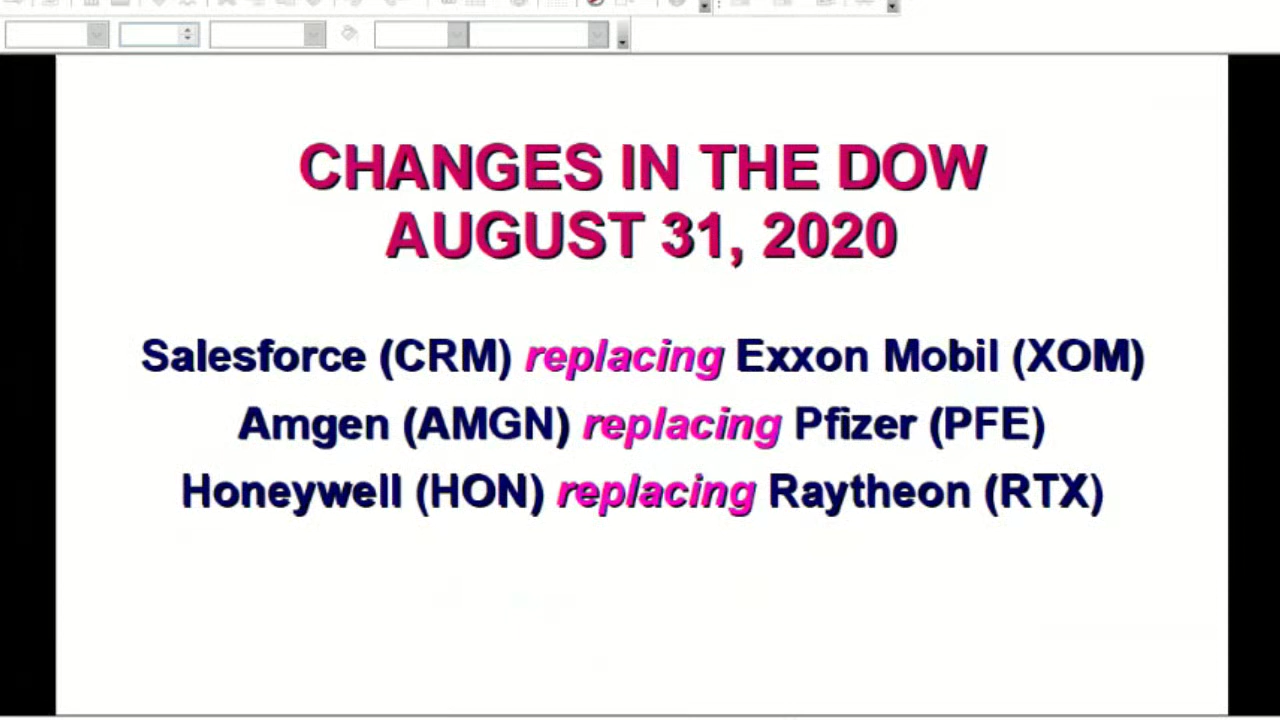 CHANGES IN THE DOW
AUGUST 31, 2020
Salesforce (CRM) replacing Exxon Mobil (XOM)
Amgen (AMGN) replacing Pfizer (PFE)
Honeywell (HON) replacing Raytheon (RTX)